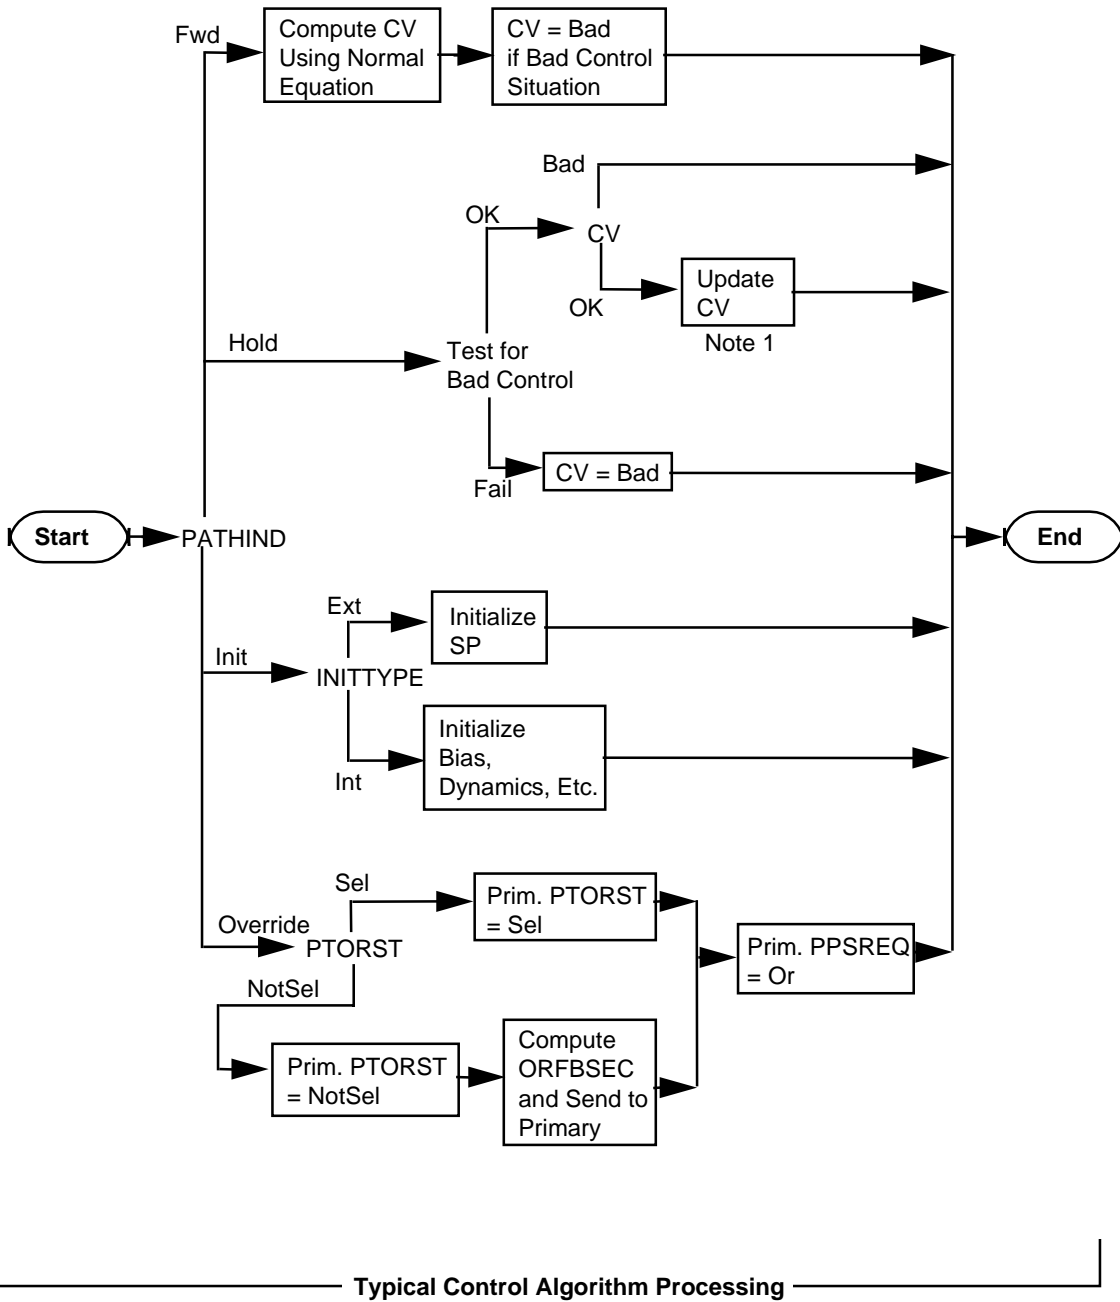 Fwd
Compute CV
Using Normal
Equation
CV = Bad
if Bad Control
Situation
Bad
OK
CV
OK
Update
CV
Note 1
Hold
Test for
Bad Control
Fail
CV = Bad
Start
PATHIND
End
Ext
Initialize
SP
Init
INITTYPE
Int
Initialize
Bias,
Dynamics, Etc.
Sel
Prim. PTORST
= Sel
Override
PTORST
Prim. PPSREQ
= Or
NotSel
Prim. PTORST
= NotSel
Compute
ORFBSEC
and Send to
Primary
Typical Control Algorithm Processing